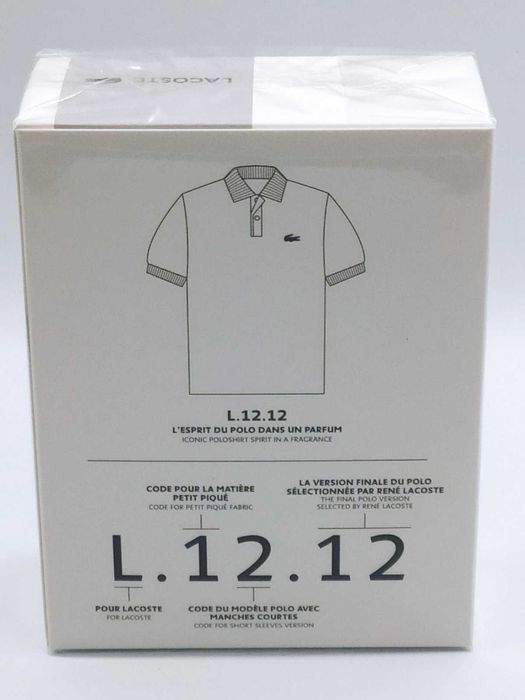 LACOSTE
L.12.12
L'ESPRIT DU POLO DANS UN PARFUM
ICONIC POLOSHIRT SPIRIT IN A FRAGRANCE
CODE POUR LA MATIÈRE
PETIT PIQUÉ
CODE FOR PETIT PIQUÉ FABRIC
LA VERSION FINALE DU POLO
SÉLECTIONNÉE PAR RENÉ LACOSTE
THE FINAL POLO VERSION
SELECTED BY RENÉ LACOSTE
L.12.12
POUR LACOSTE
FOR LACOSTE
CODE DU MODÈLE POLO AVEC
MANCHES COURTES
CODE FOR SHORT SLEEVES VERSION